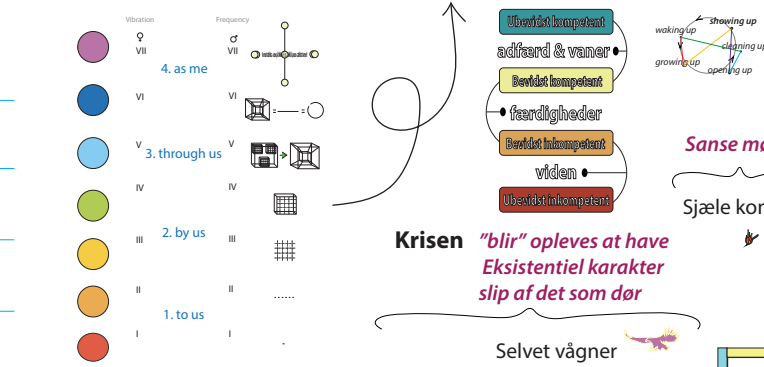 Vibration
Frequency
♀
♂
VII
VII
4. as me
VI
VI
V
V
3. through us
IV
IV
2. by us
III
III
II
II
1. to us
I
I
Ubevidst kompetent
adfærd & vaner
Bevidst kompetent
færdigheder
Bevidst inkompetent
viden
Ubevidst inkompetent
showing up
waking up
cleaning up
growing up
opening up
Sanse
Sjæle
Krisen
"blir" opleves at have
Eksistentiel karakter
slip af det som dør
Selvet vågner